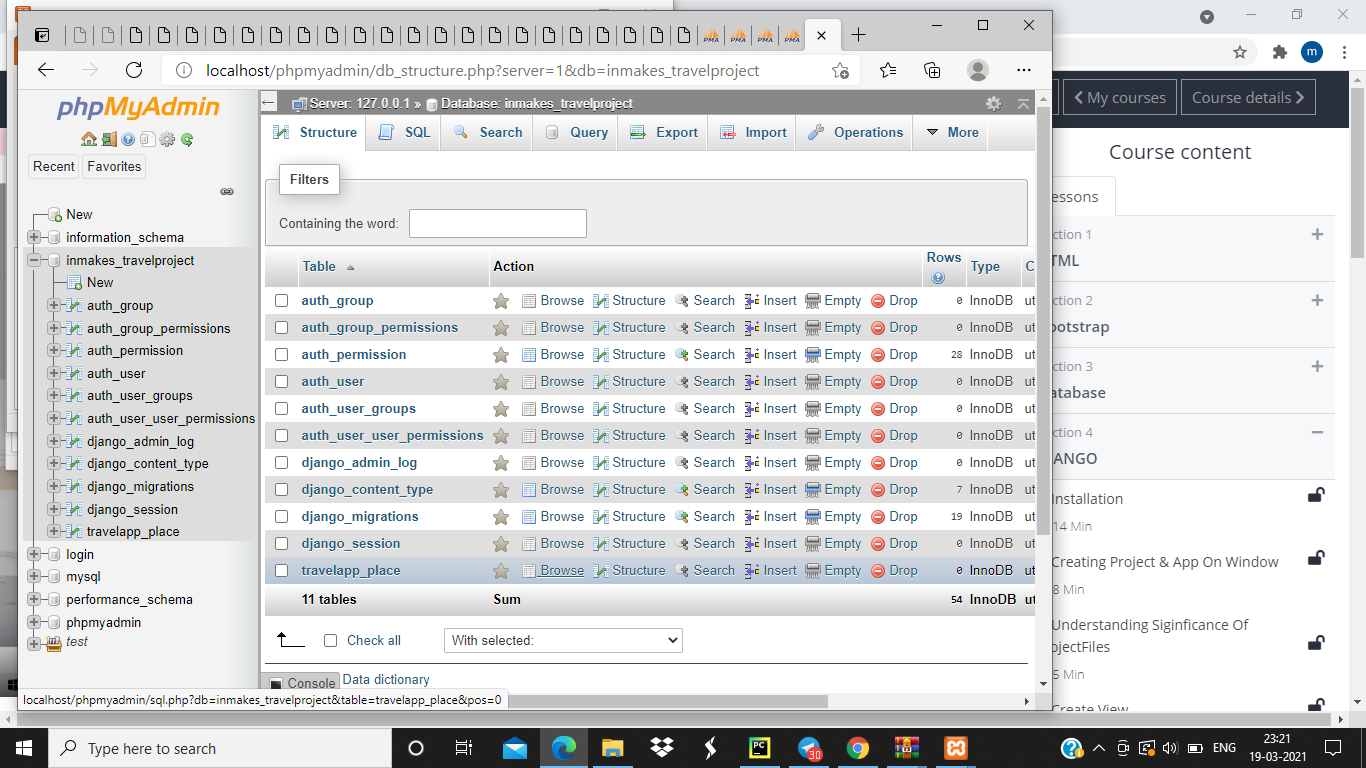 localhost/phpmyadmin/db_structure.php?server=1&db=inmakes_travelproject
phpMyAdmin
Recent Favorites
New
information_schema
inmakes_travelproject
New
auth_group
auth_group_permissions
auth_permission
auth_user
auth_user_groups
auth_user_user_permissions
django_admin_log
django_content_type
django_migrations
django_session
travelapp_place
login
mysql
performance_schema
phpmyadmin
test
Server: 127.0.0.1 » Database: inmakes_travelproject
Structure SQL Search Query Export Import Operations More
Filters
Containing the word:
Table Action Rows Type C
auth_group Browse Structure Search Insert Empty Drop 0 InnoDB ut
auth_group_permissions Browse Structure Search Insert Empty Drop 0 InnoDB ut
auth_permission Browse Structure Search Insert Empty Drop 28 InnoDB ut
auth_user Browse Structure Search Insert Empty Drop 0 InnoDB ut
auth_user_groups Browse Structure Search Insert Empty Drop 0 InnoDB ut
auth_user_user_permissions Browse Structure Search Insert Empty Drop 0 InnoDB ut
django_admin_log Browse Structure Search Insert Empty Drop 0 InnoDB ut
django_content_type Browse Structure Search Insert Empty Drop 7 InnoDB ut
django_migrations Browse Structure Search Insert Empty Drop 19 InnoDB ut
django_session Browse Structure Search Insert Empty Drop 0 InnoDB ut
travelapp_place Browse Structure Search Insert Empty Drop 0 InnoDB ut
11 tables Sum 54 InnoDB ut
Check all With selected:
Console Data dictionary
localhost/phpmyadmin/sql.php?db=inmakes_travelproject&table=travelapp_place&pos=0
m
My courses Course details
Course content
essons
ction 1
TML
ction 2
otstrap
ction 3
atabase
ction 4
ANGO
Installation
14 Min
Creating Project & App On Window
8 Min
Understanding Siginficance Of
ojectFiles
5 Min
Create View
Type here to search
PC
30
ENG
23:21
19-03-2021